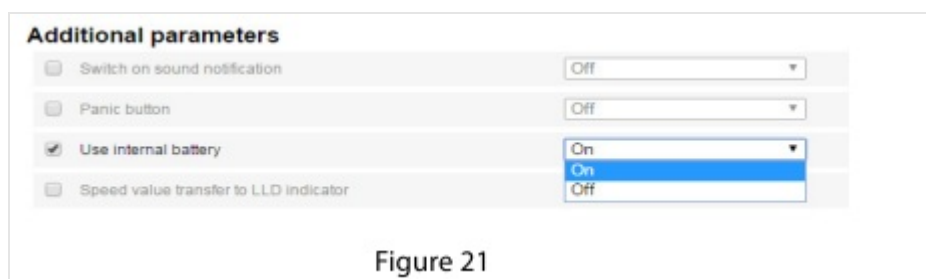 Additional parameters
Switch on sound notification Off
Panic button Off
Use internal battery On
On
Speed value transfer to LLD indicator Off
Figure 21